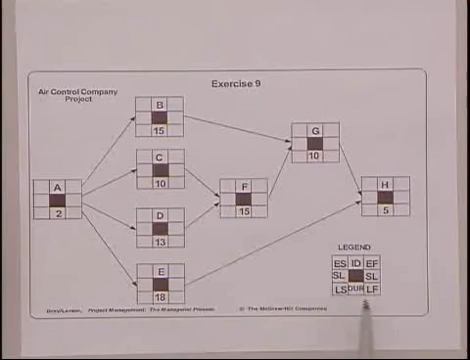 Exercise 9
Air Control Company
Project
B
15
C
10
A
2
D
13
E
18
F
15
G
10
H
5
LEGEND
ES ID EF
SL SL
LS DUR LF
Gray/Larson, Project Management: The Managerial Process © The McGraw-Hill Companies